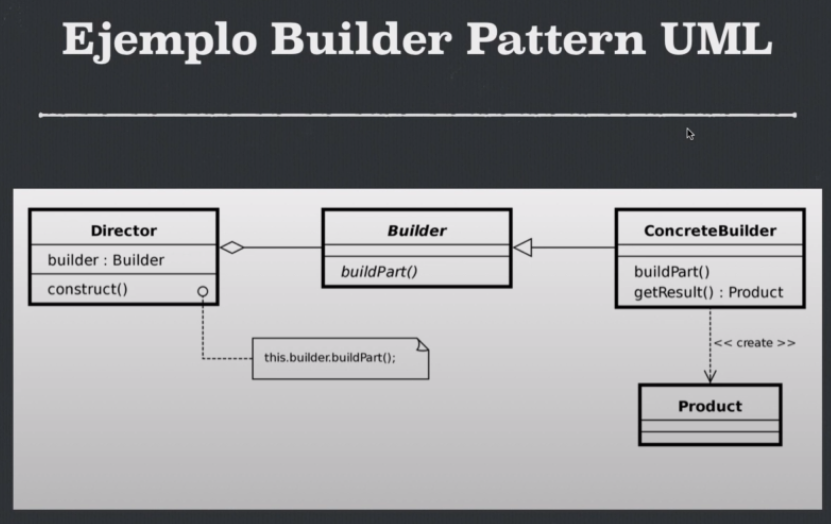 Ejemplo Builder Pattern UML
Director
builder : Builder
construct()
Builder
buildPart()
ConcreteBuilder
buildPart()
getResult() : Product
this.builder.buildPart();
<< create >>
Product